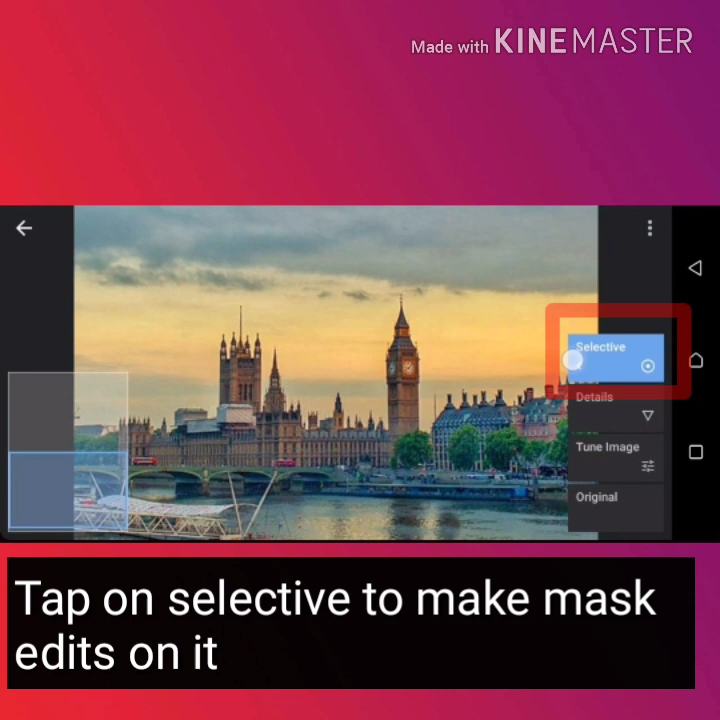 Made with KINEMASTER
Selective
Details
Tune Image
Original
Tap on selective to make mask
edits on it